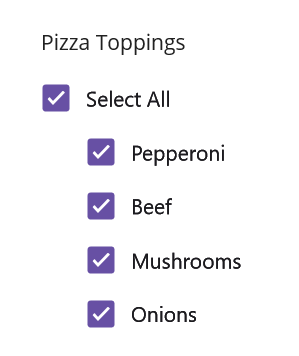 Pizza Toppings
Select All
Pepperoni
Beef
Mushrooms
Onions